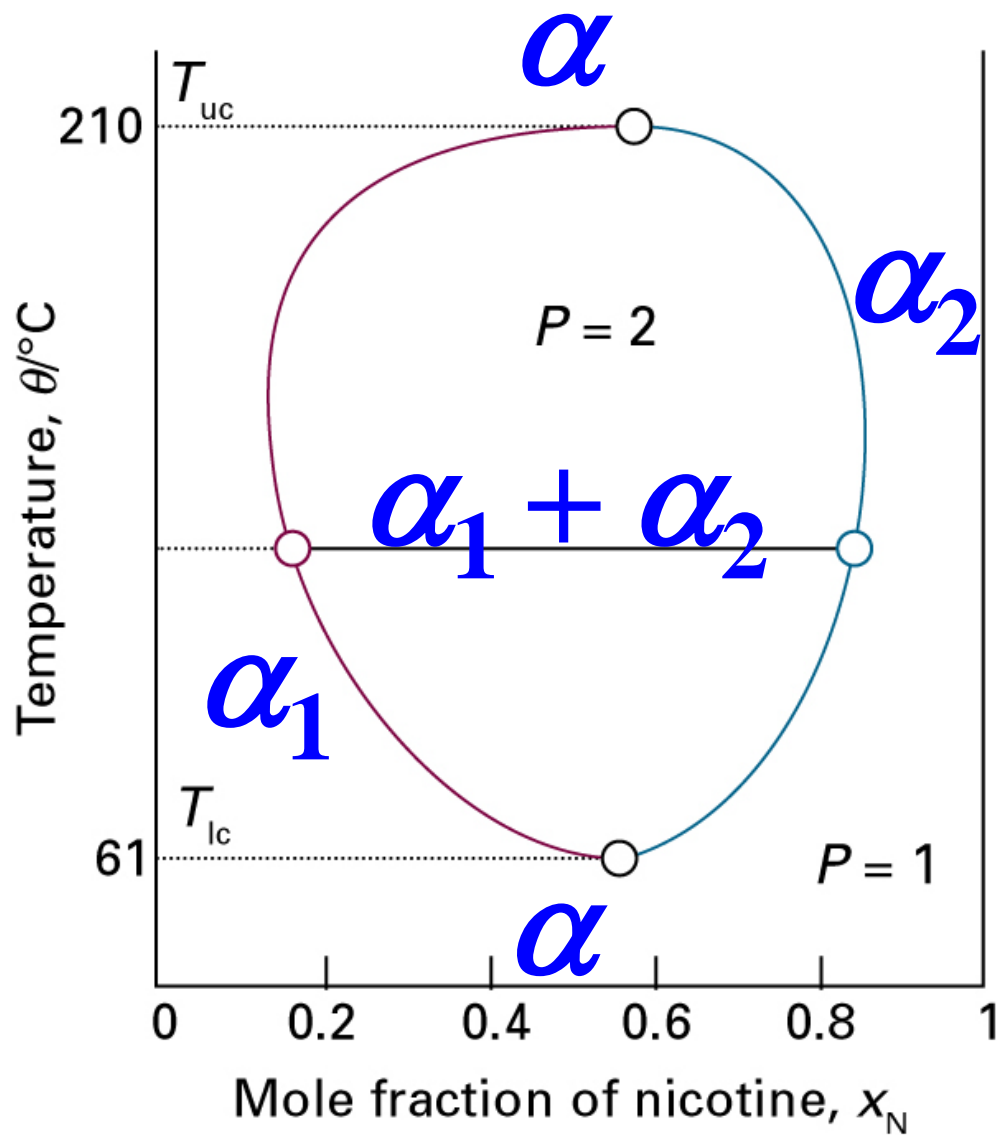 α
T_uc
210
α₂
P = 2
Temperature, θ/°C
α₁ + α₂
α₁
T_lc
61
P = 1
α
0 0.2 0.4 0.6 0.8 1
Mole fraction of nicotine, x_N